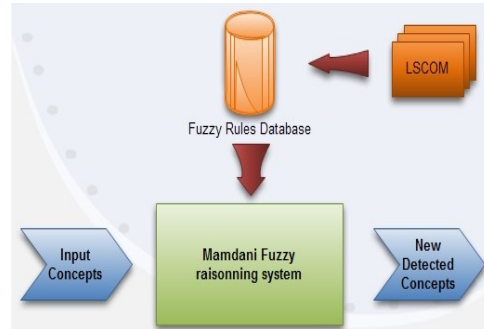 LSCOM
Fuzzy Rules Database
Input
Concepts
Mamdani Fuzzy
raisonning system
New
Detected
Concepts